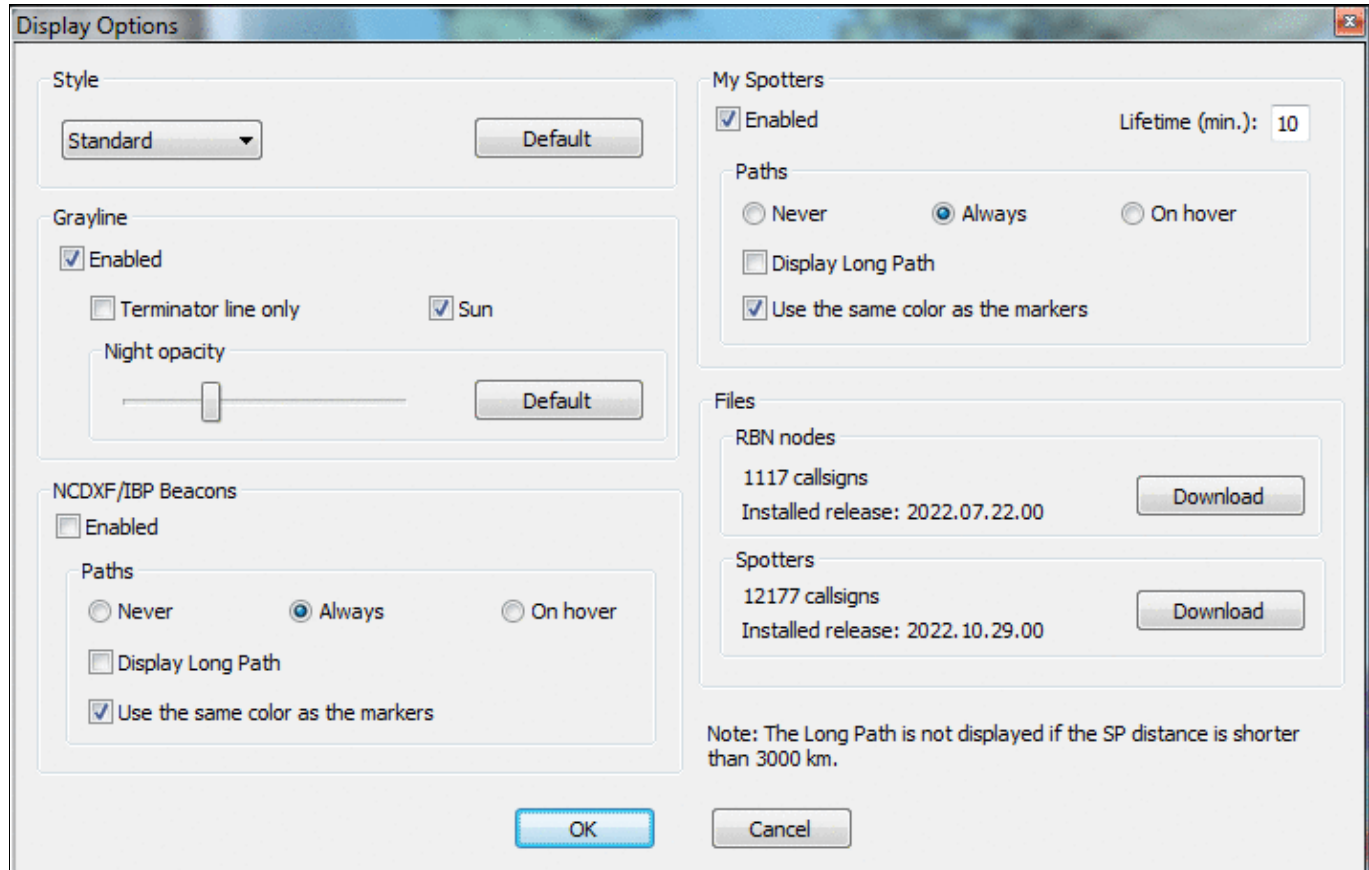 Display Options
Style
Standard
Default
Grayline
Enabled
Terminator line only
Sun
Night opacity
Default
NCDXF/IBP Beacons
Enabled
Paths
Never
Always
On hover
Display Long Path
Use the same color as the markers
My Spotters
Enabled
Lifetime (min.): 10
Paths
Never
Always
On hover
Display Long Path
Use the same color as the markers
Files
RBN nodes
1117 callsigns
Installed release: 2022.07.22.00
Download
Spotters
12177 callsigns
Installed release: 2022.10.29.00
Download
Note: The Long Path is not displayed if the SP distance is shorter
than 3000 km.
OK
Cancel